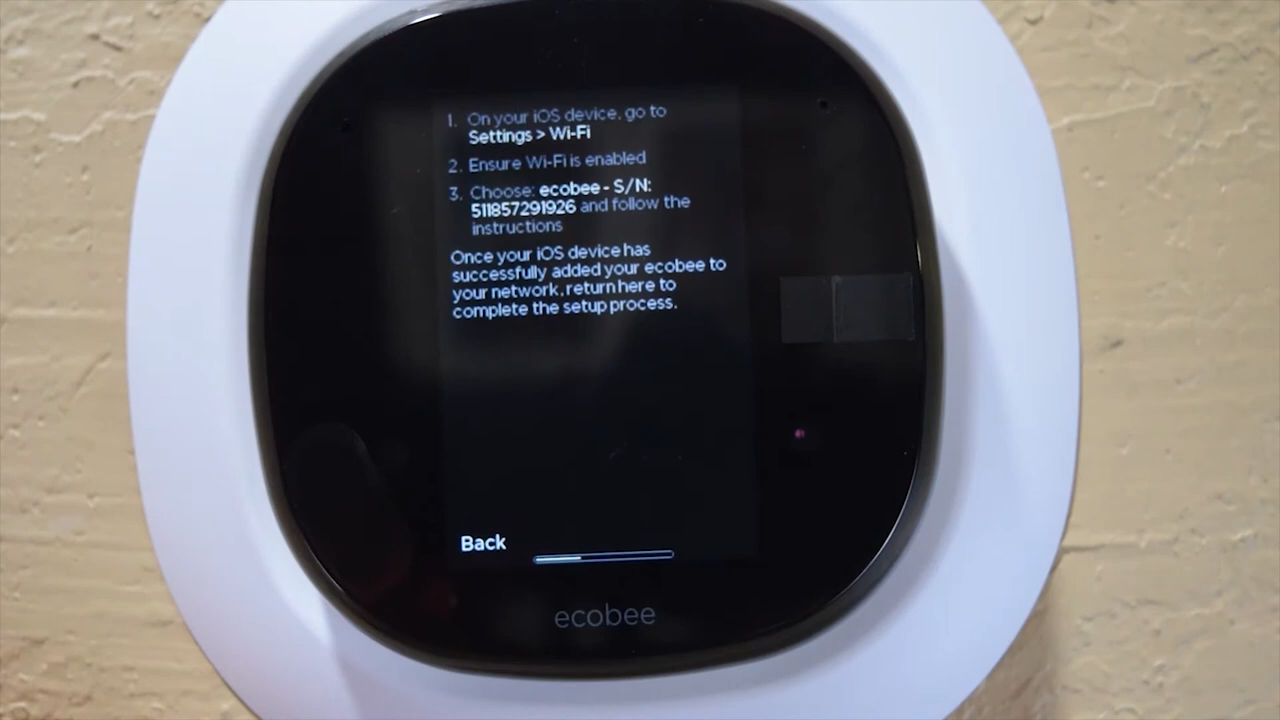 1. On your iOS device, go to
Settings > Wi-Fi
2. Ensure Wi-Fi is enabled
3. Choose: ecobee - S/N:
511857291926 and follow the
instructions
Once your iOS device has
successfully added your ecobee to
your network, return here to
complete the setup process.
Back
ecobee